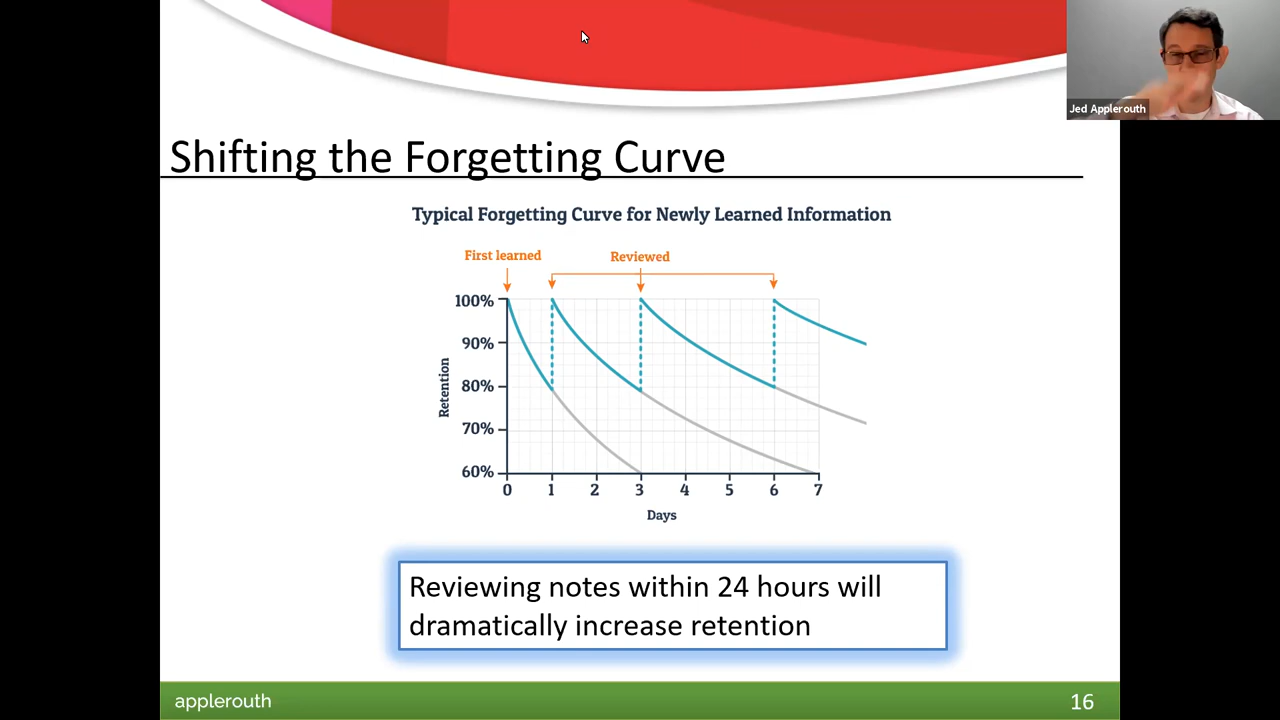 Jed Applerouth
Shifting the Forgetting Curve
Typical Forgetting Curve for Newly Learned Information
First learned
Reviewed
100%
90%
80%
70%
60%
Retention
0 1 2 3 4 5 6 7
Days
Reviewing notes within 24 hours will
dramatically increase retention
applerouth
16